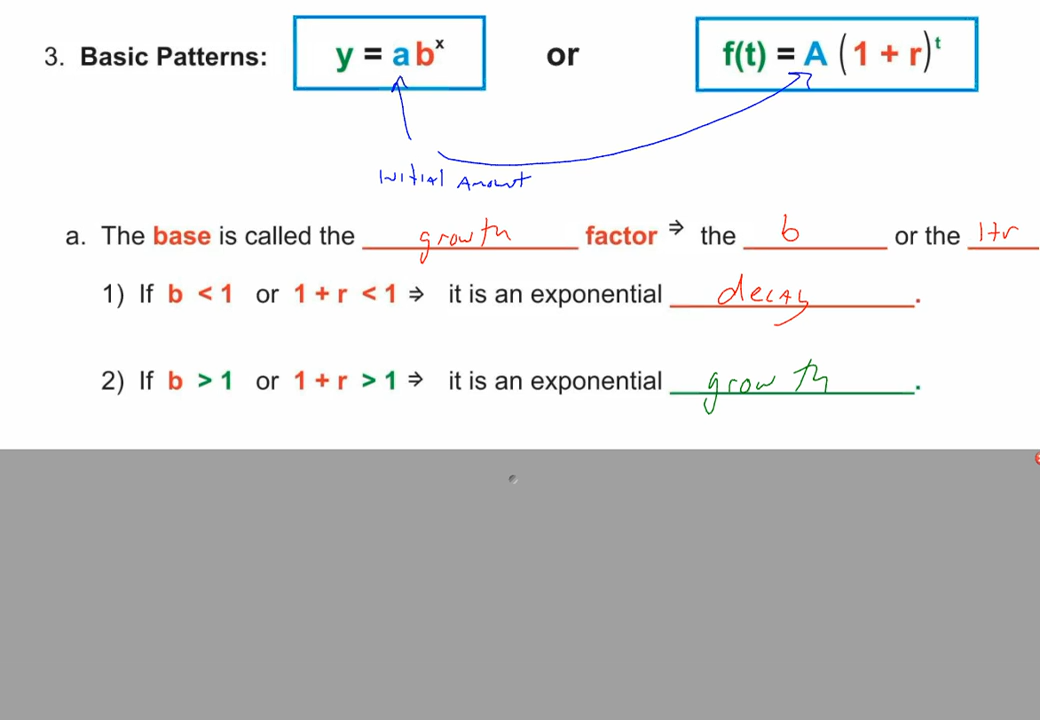 3. Basic Patterns: y = ab^x or f(t) = A (1 + r)^t
Initial Amount
a. The base is called the growth factor ⇒ the b or the 1+r
1) If b < 1 or 1 + r < 1 ⇒ it is an exponential decay.
2) If b > 1 or 1 + r > 1 ⇒ it is an exponential growth.